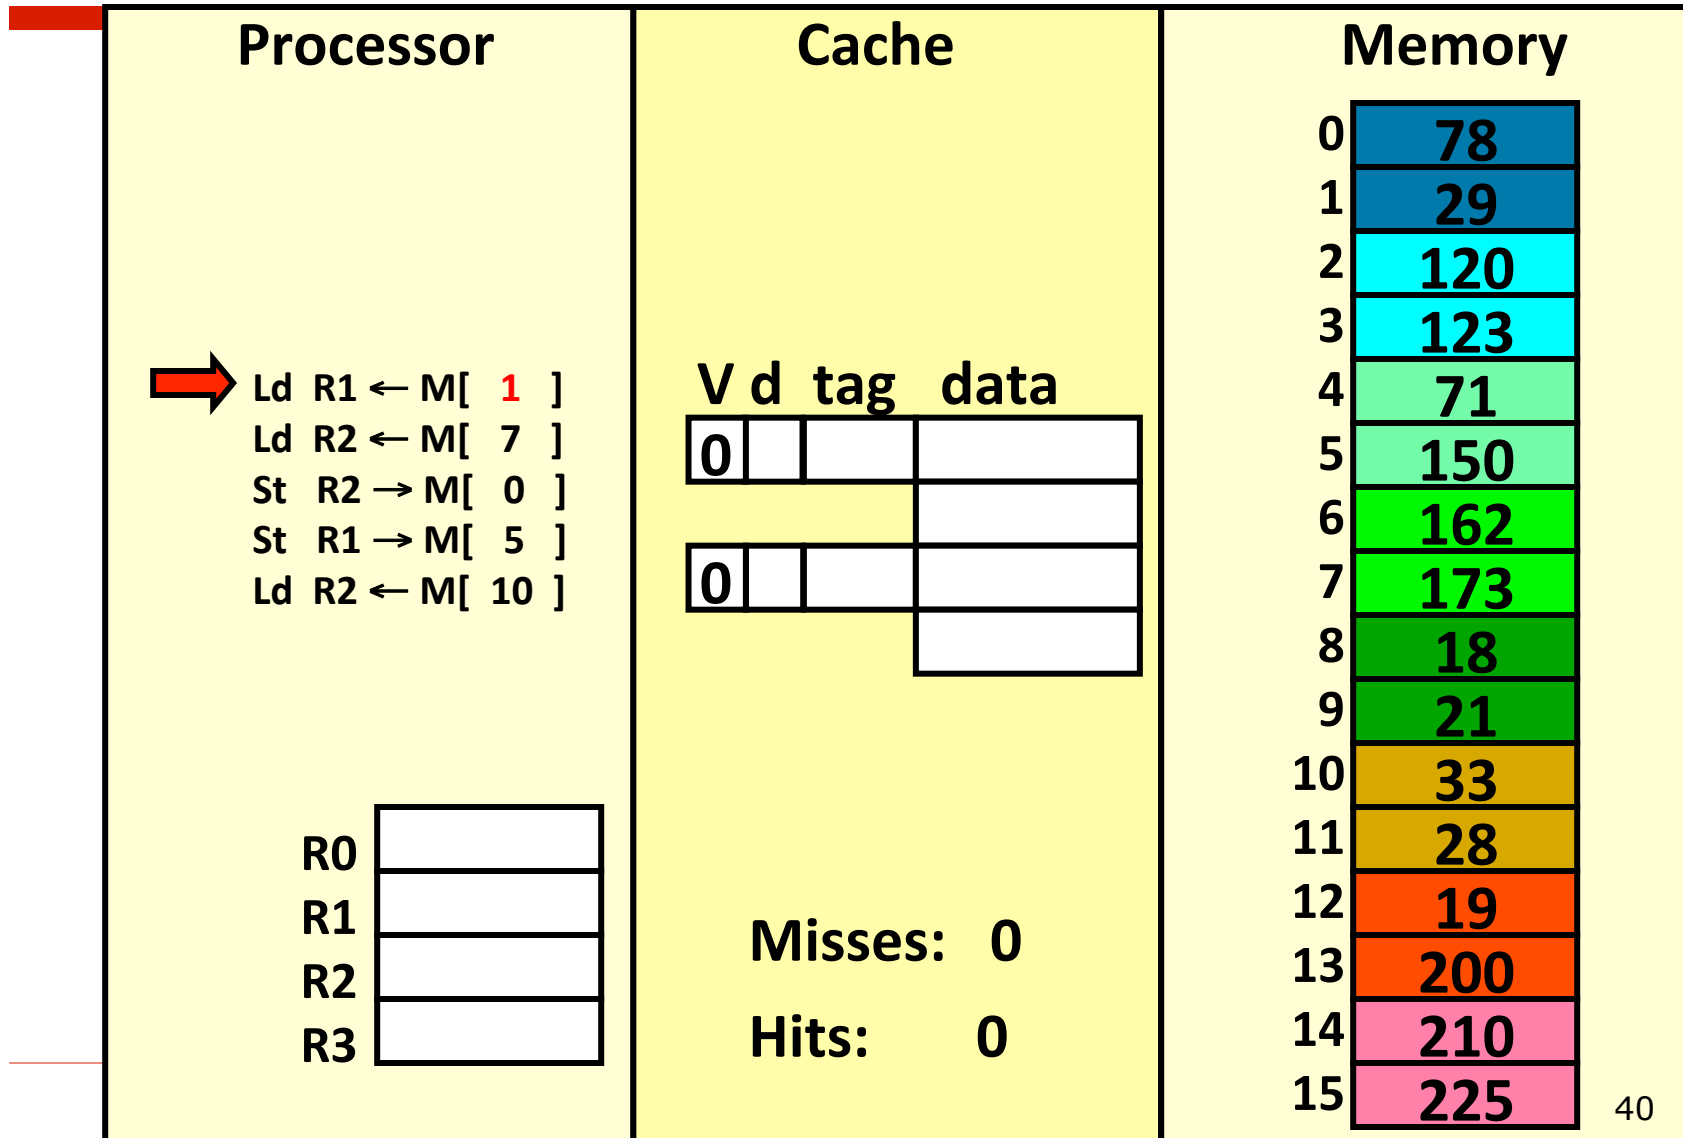 Processor
Ld R1 ← M[ 1 ]
Ld R2 ← M[ 7 ]
St R2 → M[ 0 ]
St R1 → M[ 5 ]
Ld R2 ← M[ 10 ]
R0
R1
R2
R3
Cache
V d tag data
0
0
Misses: 0
Hits: 0
Memory
0 78
1 29
2 120
3 123
4 71
5 150
6 162
7 173
8 18
9 21
10 33
11 28
12 19
13 200
14 210
15 225
40